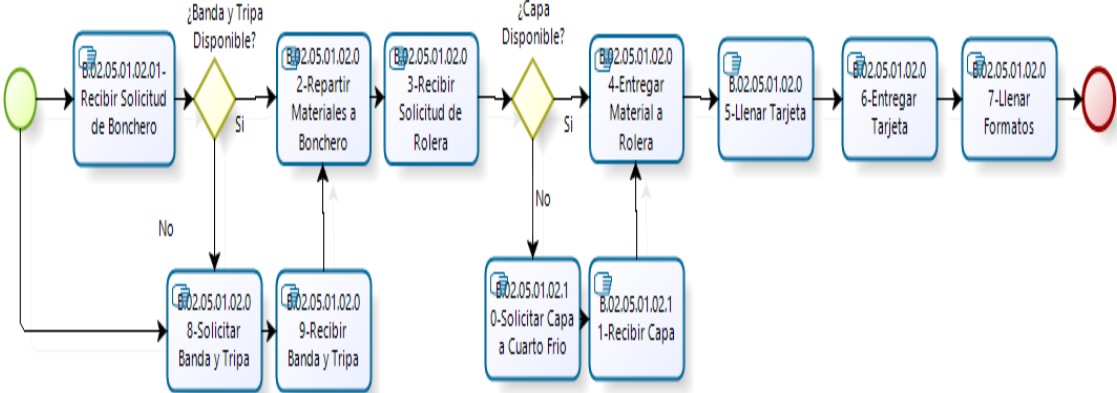 ¿Banda y Tripa
Disponible?
¿Capa
Disponible?
B.02.05.01.02.01-
Recibir Solicitud
de Bonchero
Si
B.02.05.01.02.0
2-Repartir
Materiales a
Bonchero
B.02.05.01.02.0
3-Recibir
Solicitud de
Rolera
Si
B.02.05.01.02.0
4-Entregar
Material a
Rolera
B.02.05.01.02.0
5-Llenar Tarjeta
B.02.05.01.02.0
6-Entregar
Tarjeta
B.02.05.01.02.0
7-Llenar
Formatos
No
No
B.02.05.01.02.0
8-Solicitar
Banda y Tripa
B.02.05.01.02.0
9-Recibir
Banda y Tripa
B.02.05.01.02.1
0-Solicitar Capa
a Cuarto Frio
B.02.05.01.02.1
1-Recibir Capa